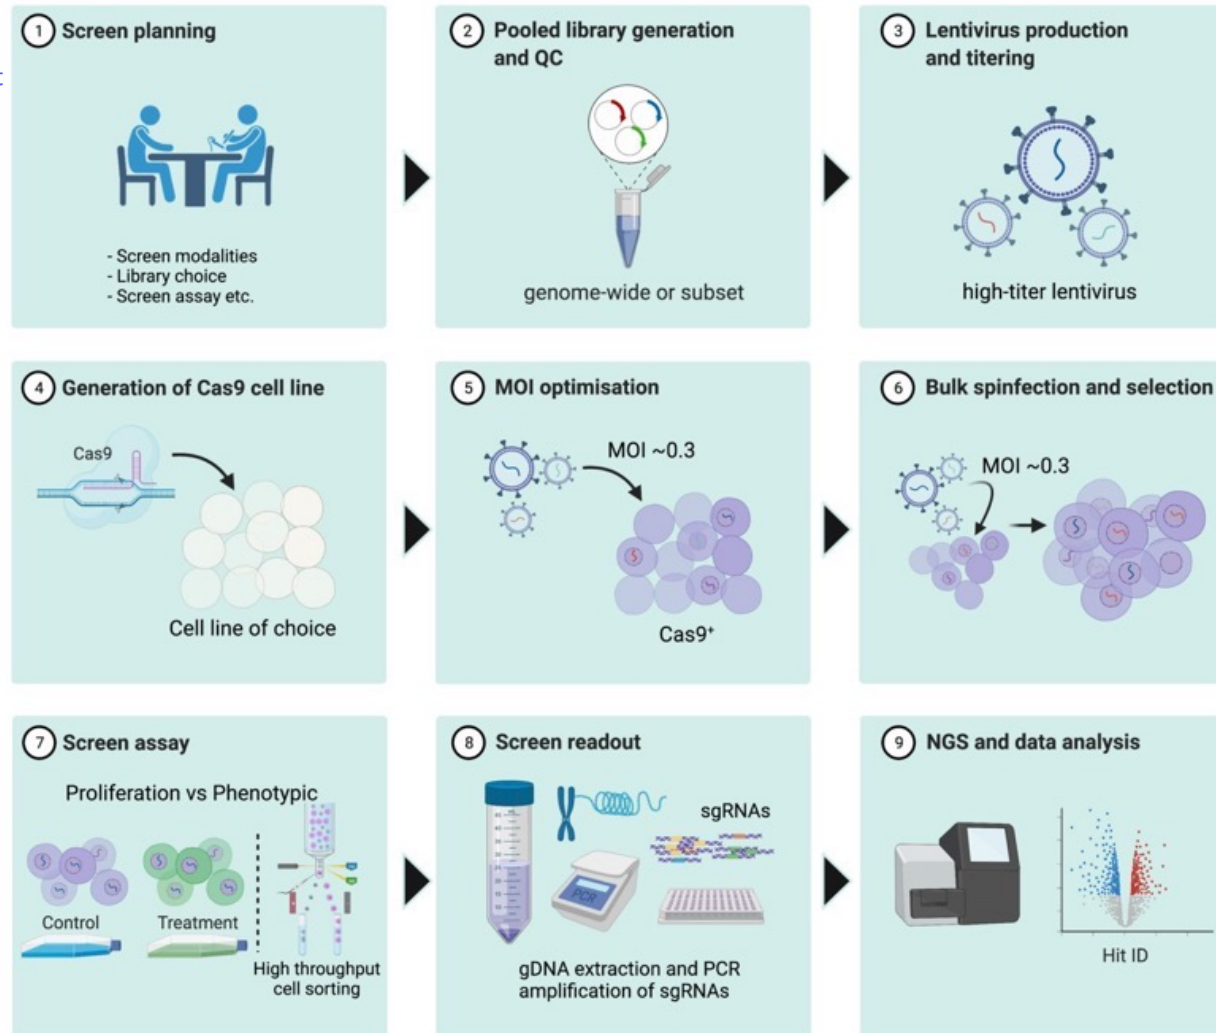 1 Screen planning
- Screen modalities
- Library choice
- Screen assay etc.
2 Pooled library generation
and QC
genome-wide or subset
3 Lentivirus production
and titering
high-titer lentivirus
4 Generation of Cas9 cell line
Cas9
Cell line of choice
5 MOI optimisation
MOI ~0.3
Cas9⁺
6 Bulk spinfection and selection
MOI ~0.3
7 Screen assay
Proliferation vs Phenotypic
Control
Treatment
High throughput
cell sorting
8 Screen readout
sgRNAs
PCR
gDNA extraction and PCR
amplification of sgRNAs
9 NGS and data analysis
Hit ID